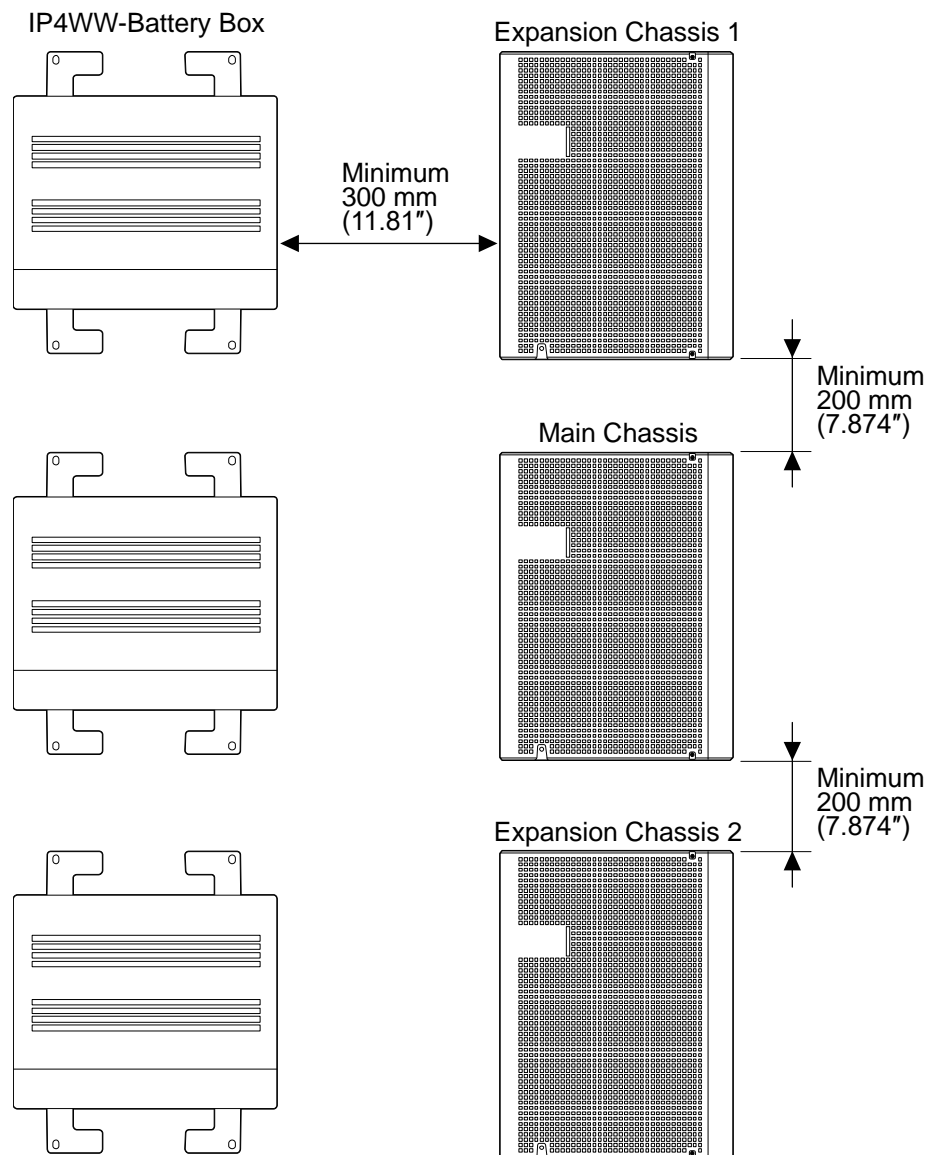 IP4WW-Battery Box
Expansion Chassis 1
Minimum
300 mm
(11.81″)
Minimum
200 mm
(7.874″)
Main Chassis
Minimum
200 mm
(7.874″)
Expansion Chassis 2